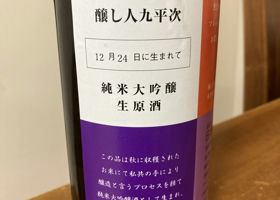 醸し人九平次
12月24日に生まれて
純米大吟醸
生原酒
この品は秋に収穫された
お米にて私共の手により
醸造と言うプロセスを経て
純米大吟醸酒として生まれ、